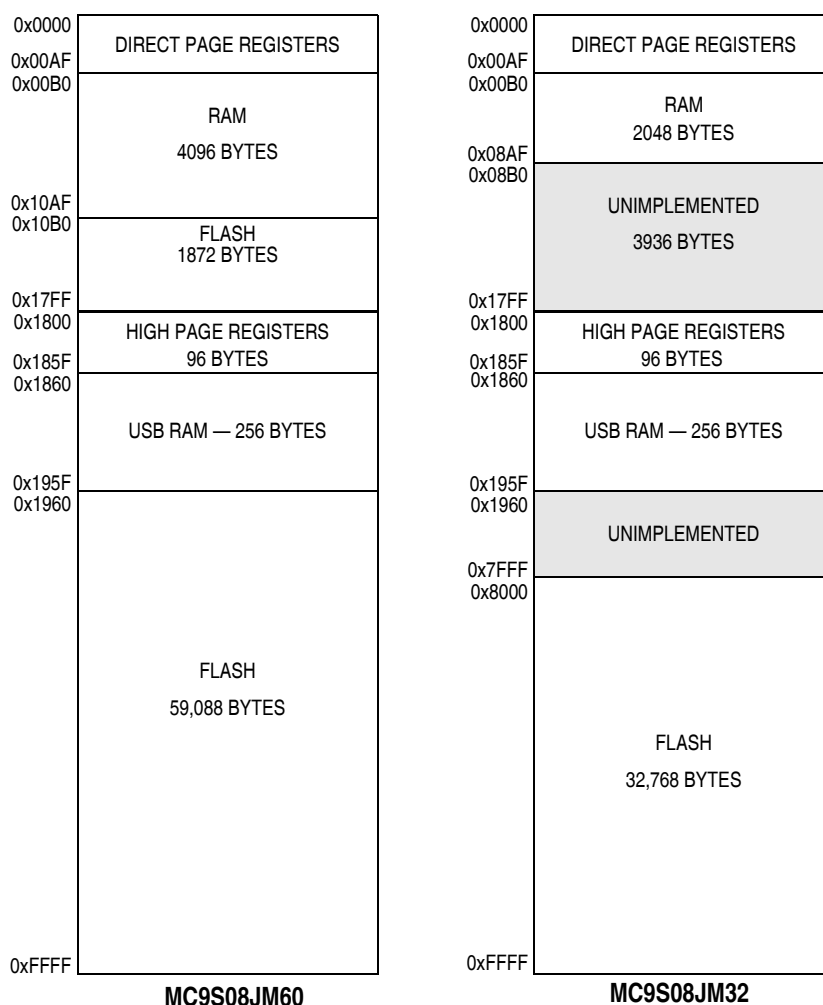 0x0000
DIRECT PAGE REGISTERS
0x00AF
0x00B0
RAM
4096 BYTES
0x10AF
0x10B0
FLASH
1872 BYTES
0x17FF
0x1800
HIGH PAGE REGISTERS
96 BYTES
0x185F
0x1860
USB RAM — 256 BYTES
0x195F
0x1960
FLASH
59,088 BYTES
0xFFFF
MC9S08JM60
0x0000
DIRECT PAGE REGISTERS
0x00AF
0x00B0
RAM
2048 BYTES
0x08AF
0x08B0
UNIMPLEMENTED
3936 BYTES
0x17FF
0x1800
HIGH PAGE REGISTERS
96 BYTES
0x185F
0x1860
USB RAM — 256 BYTES
0x195F
0x1960
UNIMPLEMENTED
0x7FFF
0x8000
FLASH
32,768 BYTES
0xFFFF
MC9S08JM32